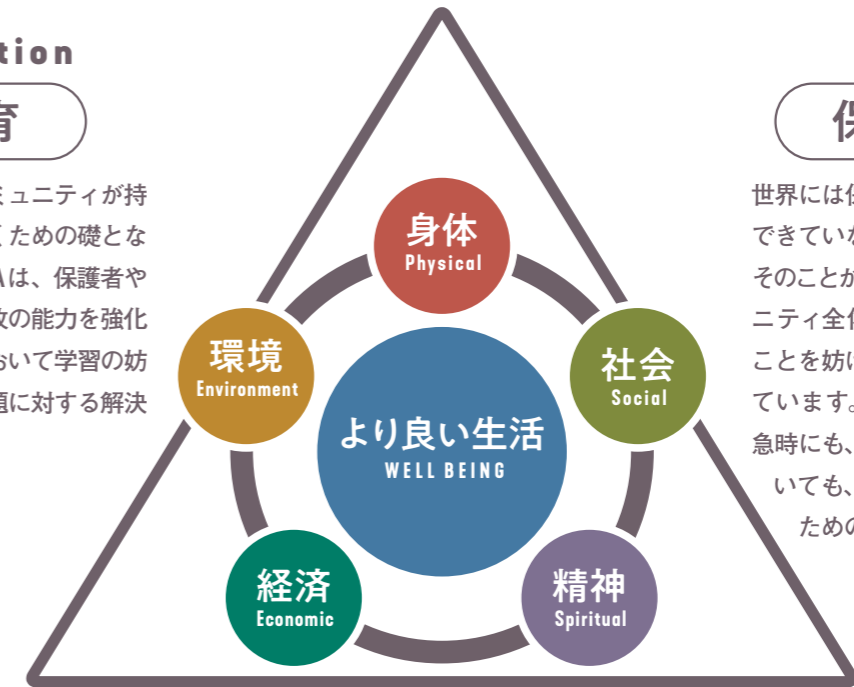 tion
育
ミュニティが持
ための礎とな
は、保護者や
の能力を強化
おいて学習の妨
題に対する解決
身体
Physical
環境
Environment
社会
Social
より良い生活
WELL BEING
経済
Economic
精神
Spiritual
保
世界には
できていな
そのことが
ニティ全
ことを妨
ています。
急時にも、
いても、
ための